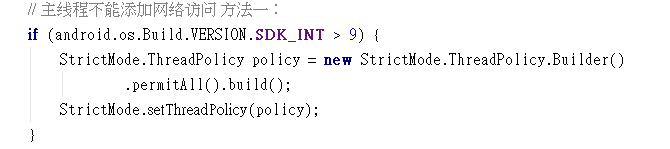 // 主线程不能添加网络访问 方法一：
if (android.os.Build.VERSION.SDK_INT > 9) {
StrictMode.ThreadPolicy policy = new StrictMode.ThreadPolicy.Builder()
.permitAll().build();
StrictMode.setThreadPolicy(policy);
}